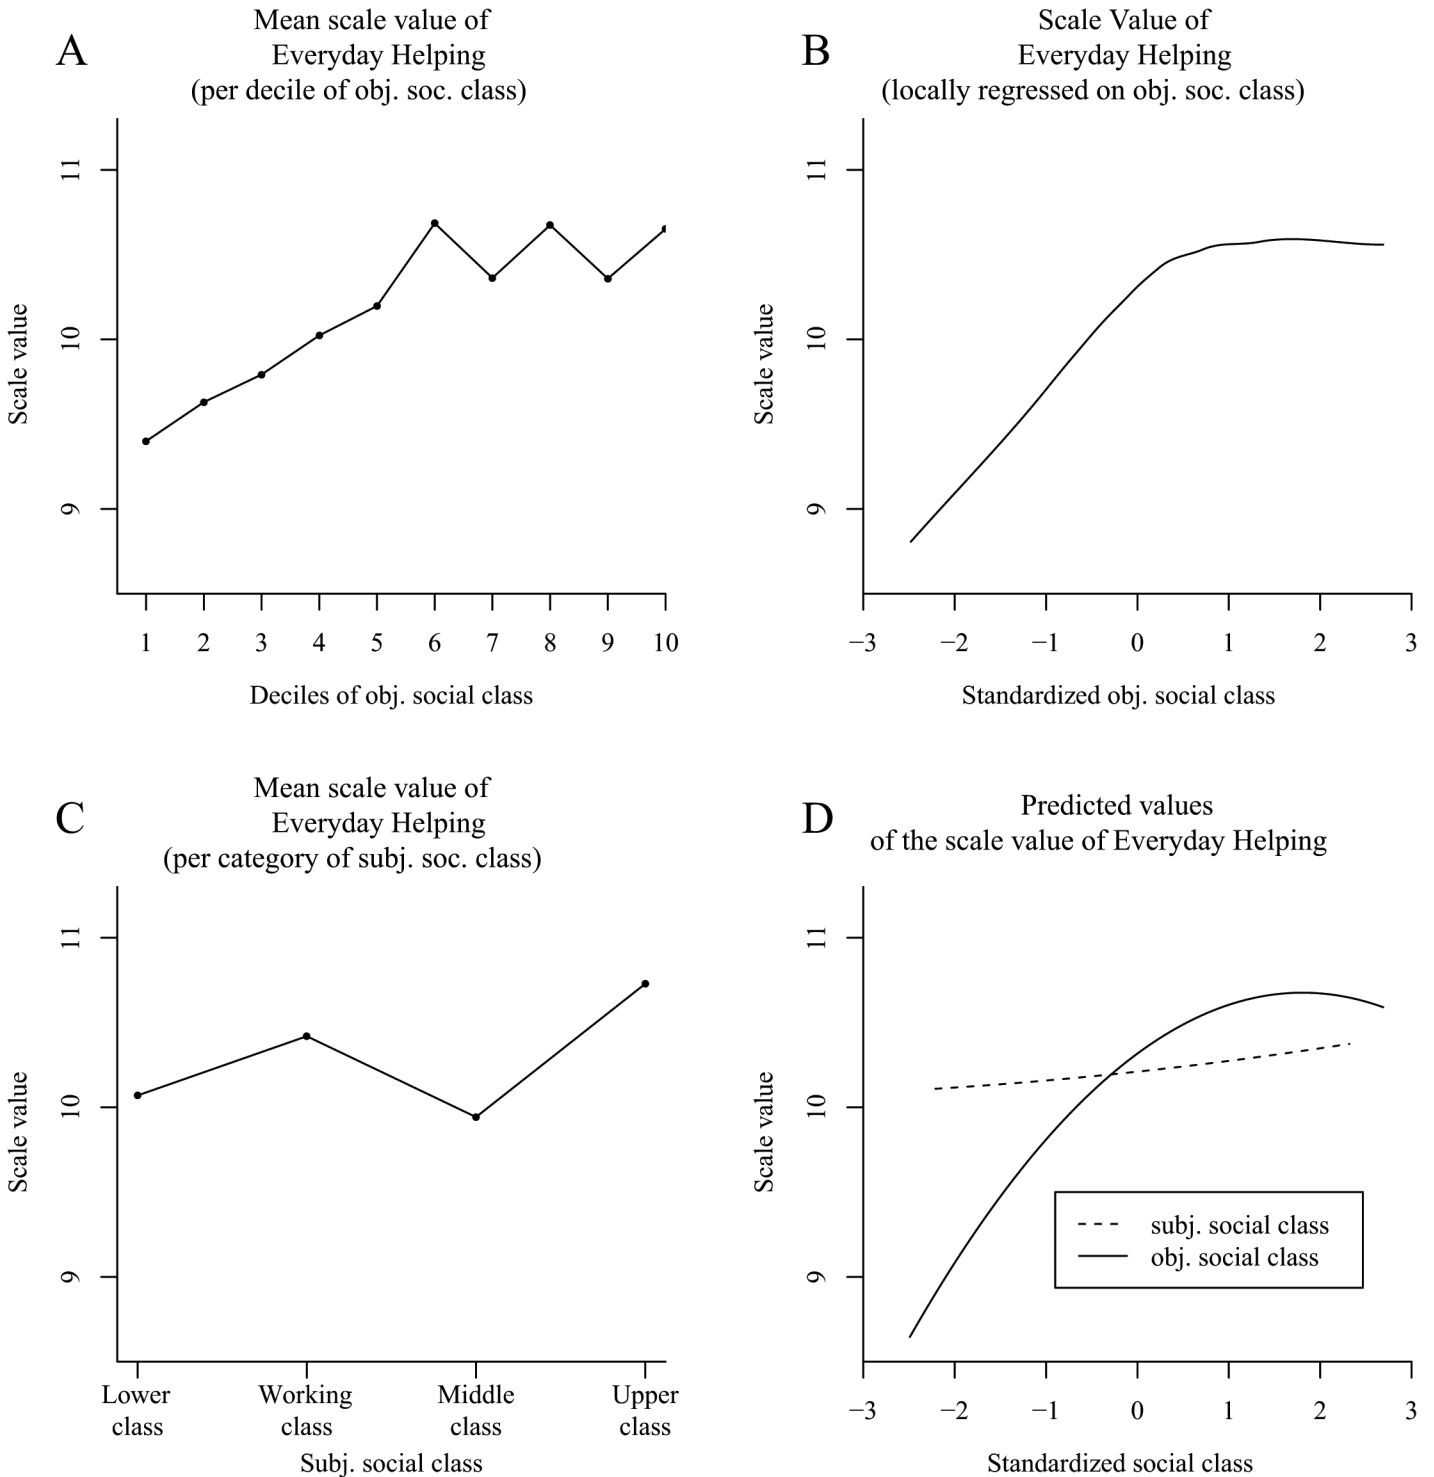 A
Mean scale value of
Everyday Helping
(per decile of obj. soc. class)
Scale value
11
10
9
1 2 3 4 5 6 7 8 9 10
Deciles of obj. social class
B
Scale Value of
Everyday Helping
(locally regressed on obj. soc. class)
Scale value
11
10
9
−3 −2 −1 0 1 2 3
Standardized obj. social class
C
Mean scale value of
Everyday Helping
(per category of subj. soc. class)
Scale value
11
10
9
Lower Working Middle Upper
class class class class
Subj. social class
D
Predicted values
of the scale value of Everyday Helping
Scale value
11
10
9
subj. social class
obj. social class
−3 −2 −1 0 1 2 3
Standardized social class